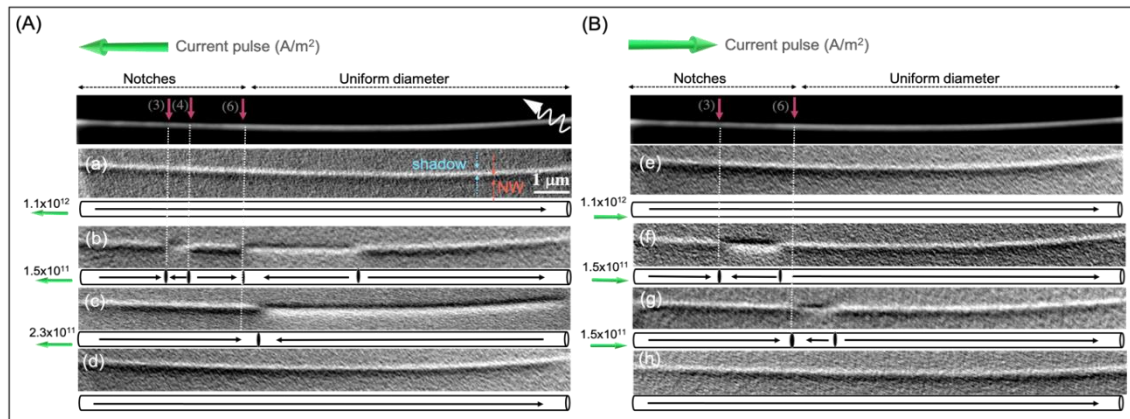 (A)
Current pulse (A/m²)
Notches
Uniform diameter
(3) (4) (6)
(a)
shadow
NW
1 μm
1.1x10¹²
(b)
1.5x10¹¹
(c)
2.3x10¹¹
(d)
(B)
Current pulse (A/m²)
Notches
Uniform diameter
(3) (6)
(e)
1.1x10¹²
(f)
1.5x10¹¹
(g)
1.5x10¹¹
(h)